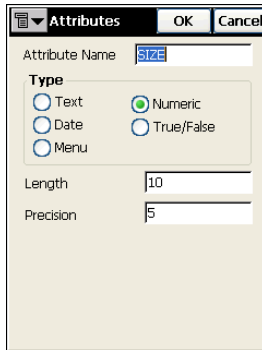 Attributes OK Cancel
Attribute Name SIZE
Type
Text Numeric
Date True/False
Menu
Length 10
Precision 5